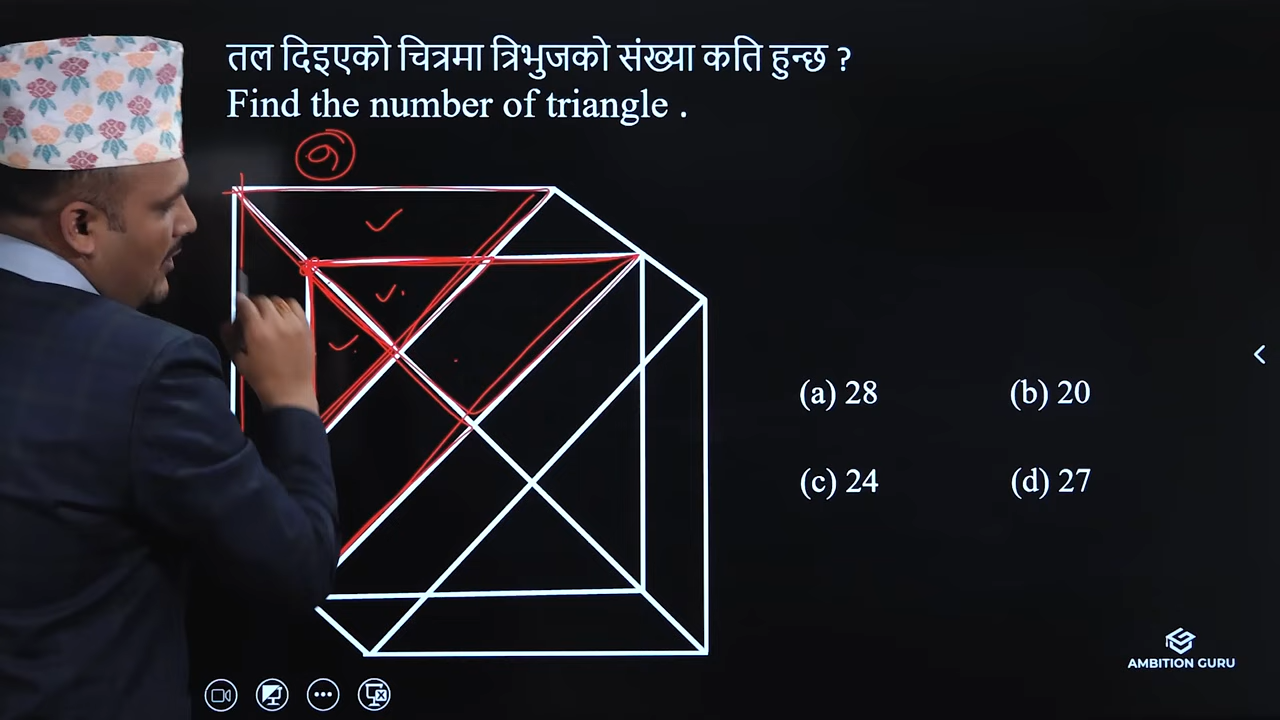 तल दिइएको चित्रमा त्रिभुजको संख्या कति हुन्छ ?
Find the number of triangle .
(a) 28
(b) 20
(c) 24
(d) 27
AMBITION GURU